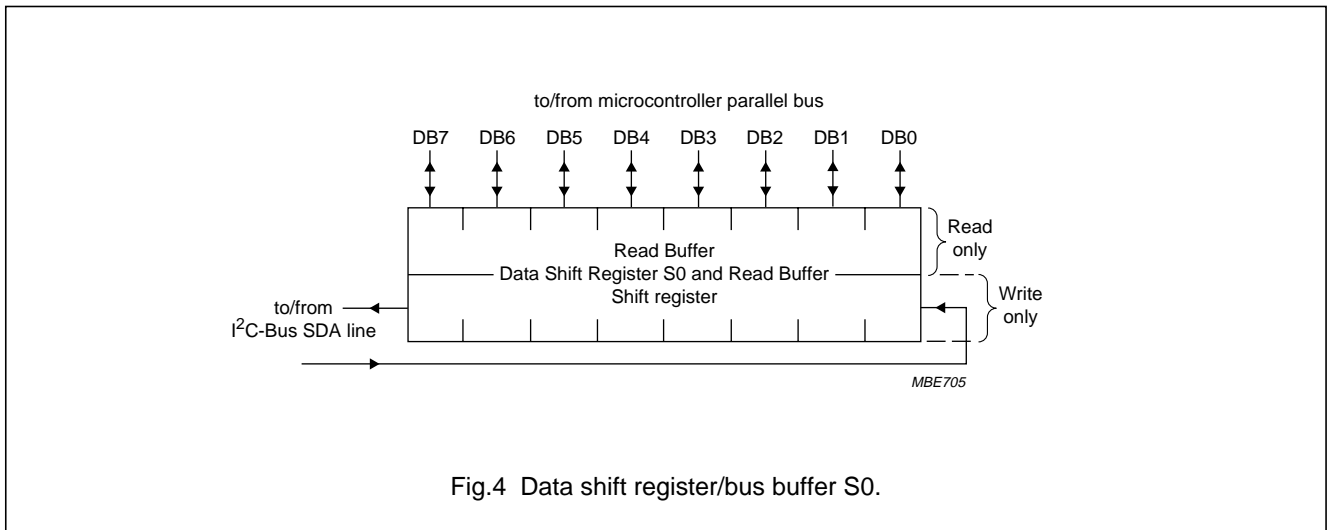 to/from microcontroller parallel bus
DB7 DB6 DB5 DB4 DB3 DB2 DB1 DB0
Read Buffer
Data Shift Register S0 and Read Buffer
Shift register
Read
only
Write
only
to/from
I²C-Bus SDA line
MBE705
Fig.4 Data shift register/bus buffer S0.